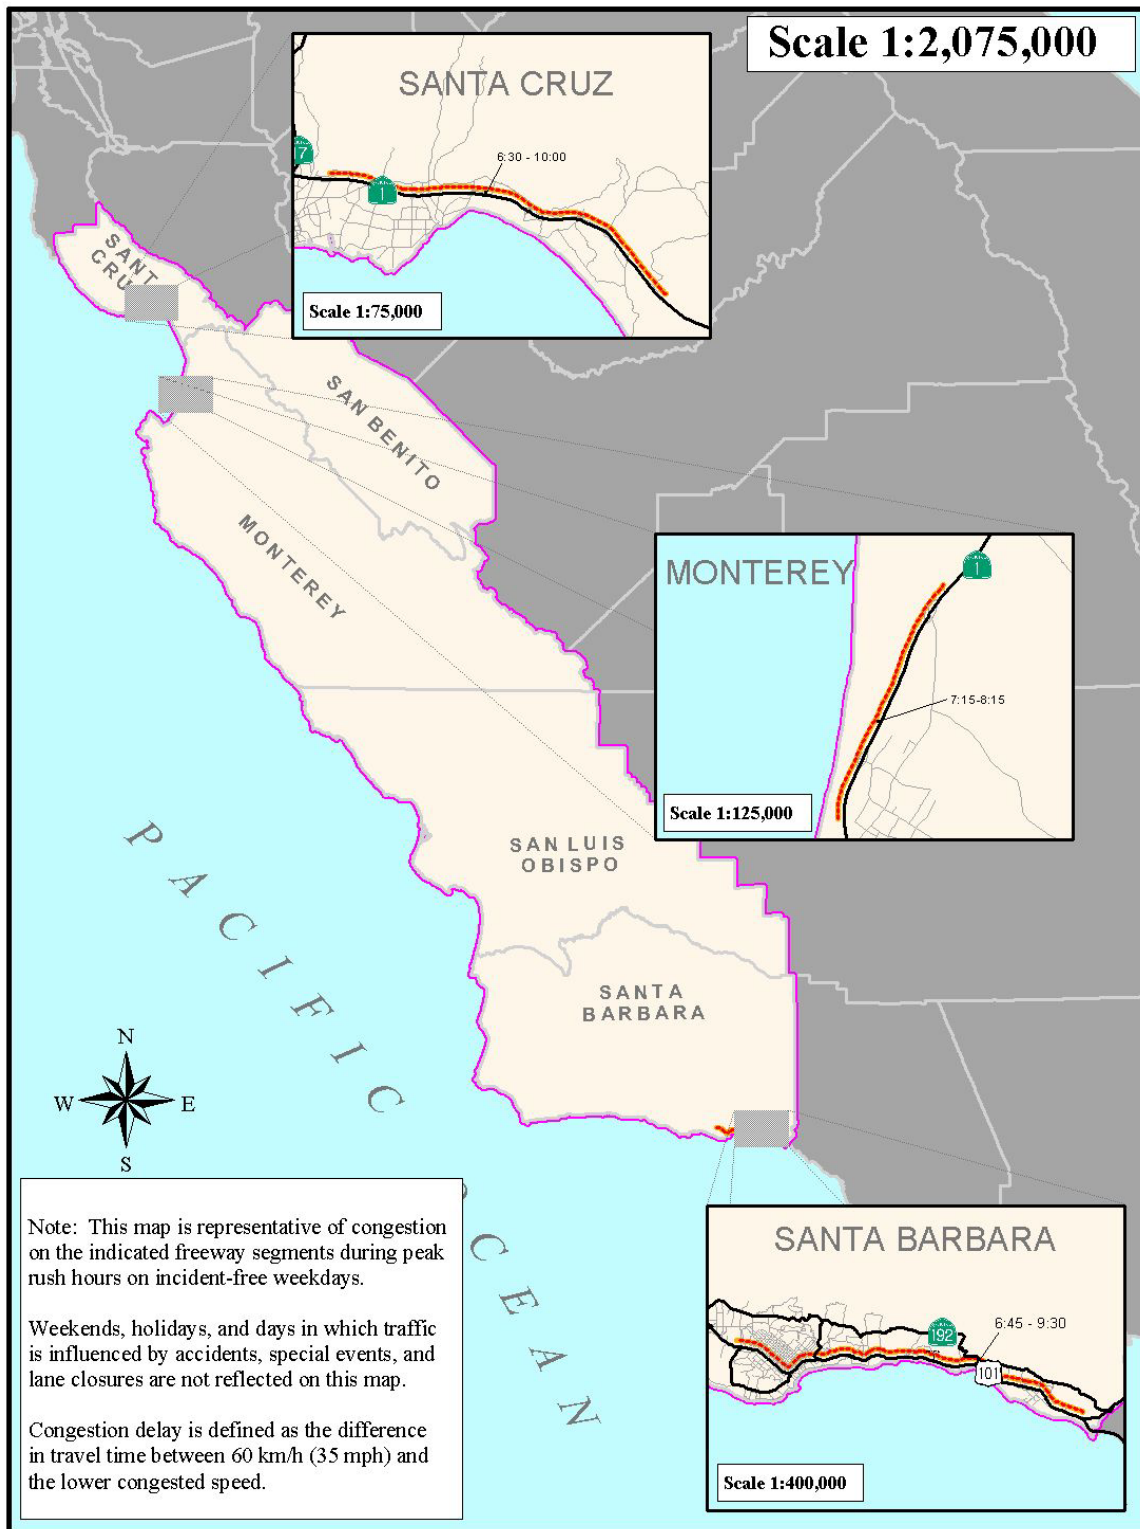 Scale 1:2,075,000
SANTA CRUZ
17
6:30 - 10:00
1
Scale 1:75,000
SANT
CRU
SAN BENITO
MONTEREY
MONTEREY
1
7:15-8:15
Scale 1:125,000
SAN LUIS
OBISPO
SANTA
BARBARA
PACIFIC OCEAN
N
W E
S
Note: This map is representative of congestion
on the indicated freeway segments during peak
rush hours on incident-free weekdays.
Weekends, holidays, and days in which traffic
is influenced by accidents, special events, and
lane closures are not reflected on this map.
Congestion delay is defined as the difference
in travel time between 60 km/h (35 mph) and
the lower congested speed.
SANTA BARBARA
192
6:45 - 9:30
101
Scale 1:400,000